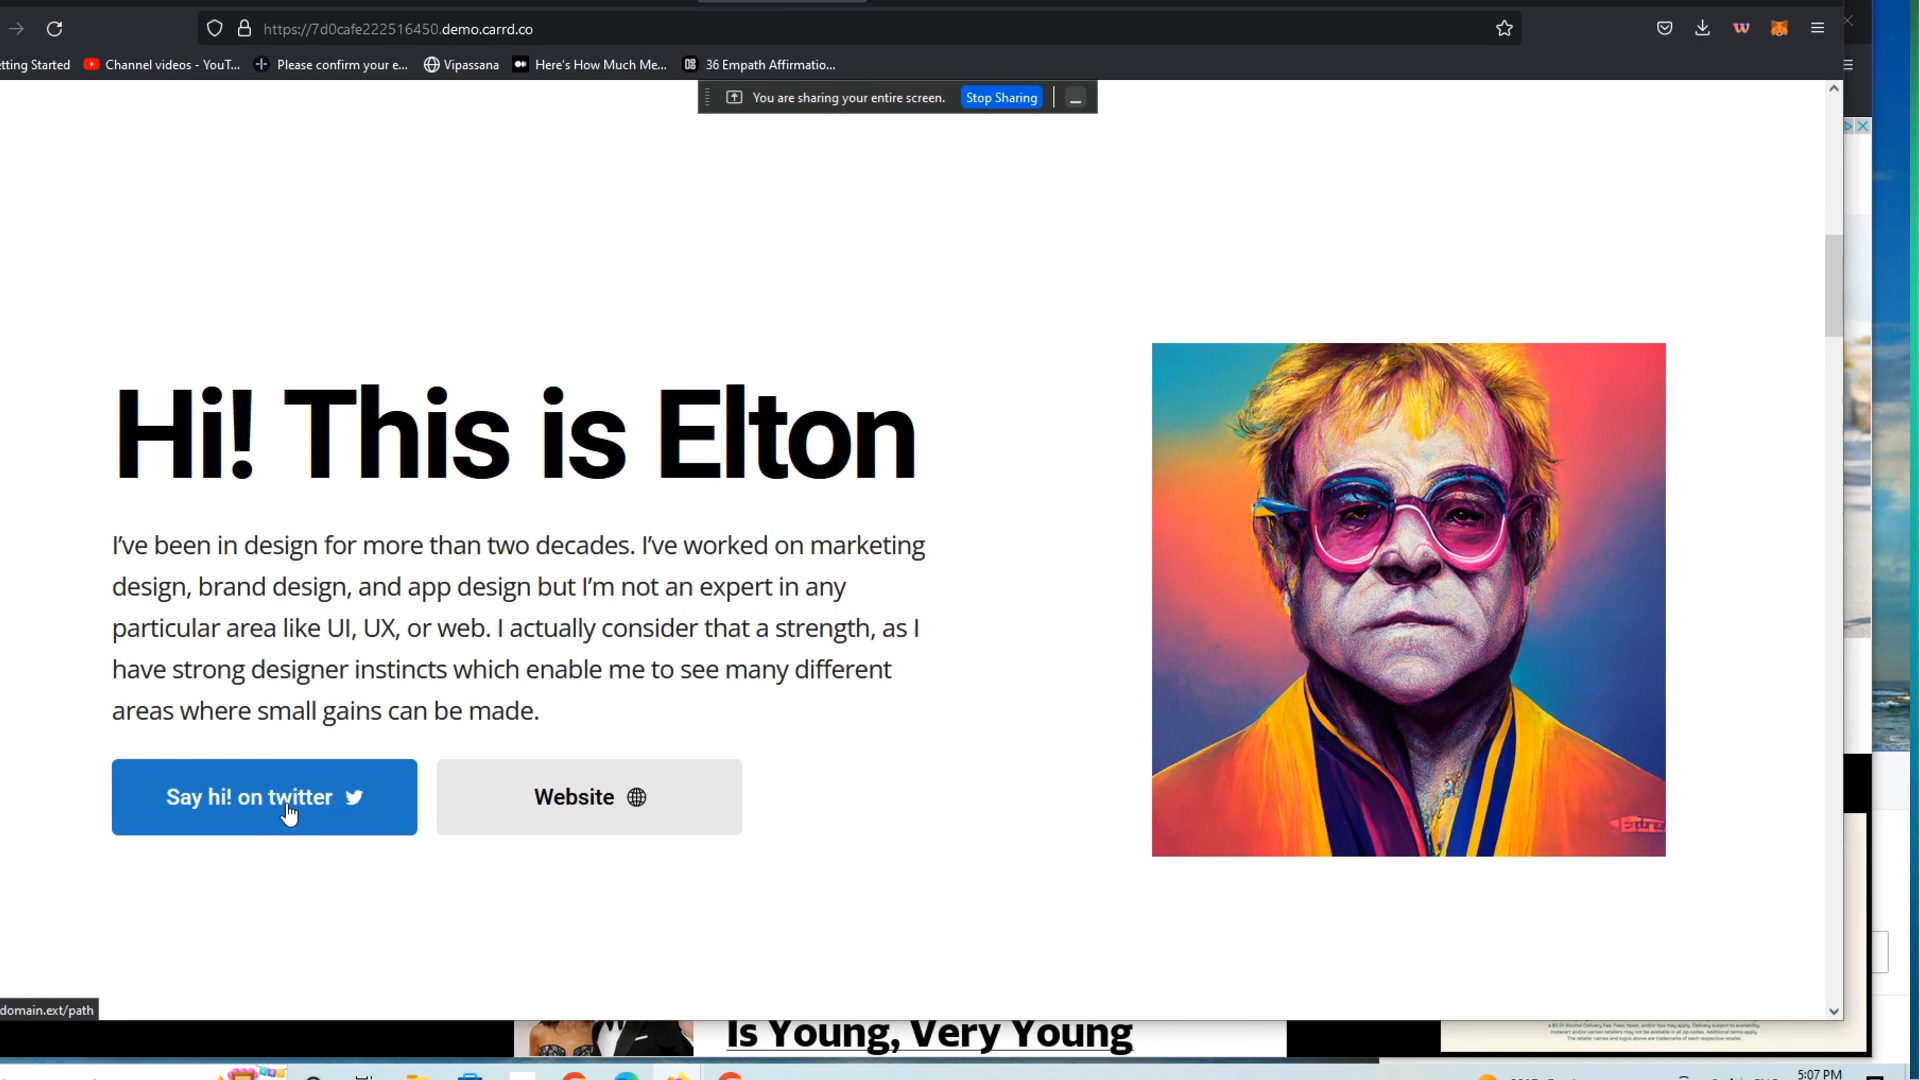 https://7d0cafe222516450.demo.carrd.co
etting Started
Channel videos - YouT...
Please confirm your e...
Vipassana
Here's How Much Me...
36 Empath Affirmatio...
You are sharing your entire screen.
Stop Sharing
Hi! This is Elton
I've been in design for more than two decades. I've worked on marketing
design, brand design, and app design but I'm not an expert in any
particular area like UI, UX, or web. I actually consider that a strength, as I
have strong designer instincts which enable me to see many different
areas where small gains can be made.
Say hi! on twitter
Website
domain.ext/path
Is Young, Very Young
5:07 PM